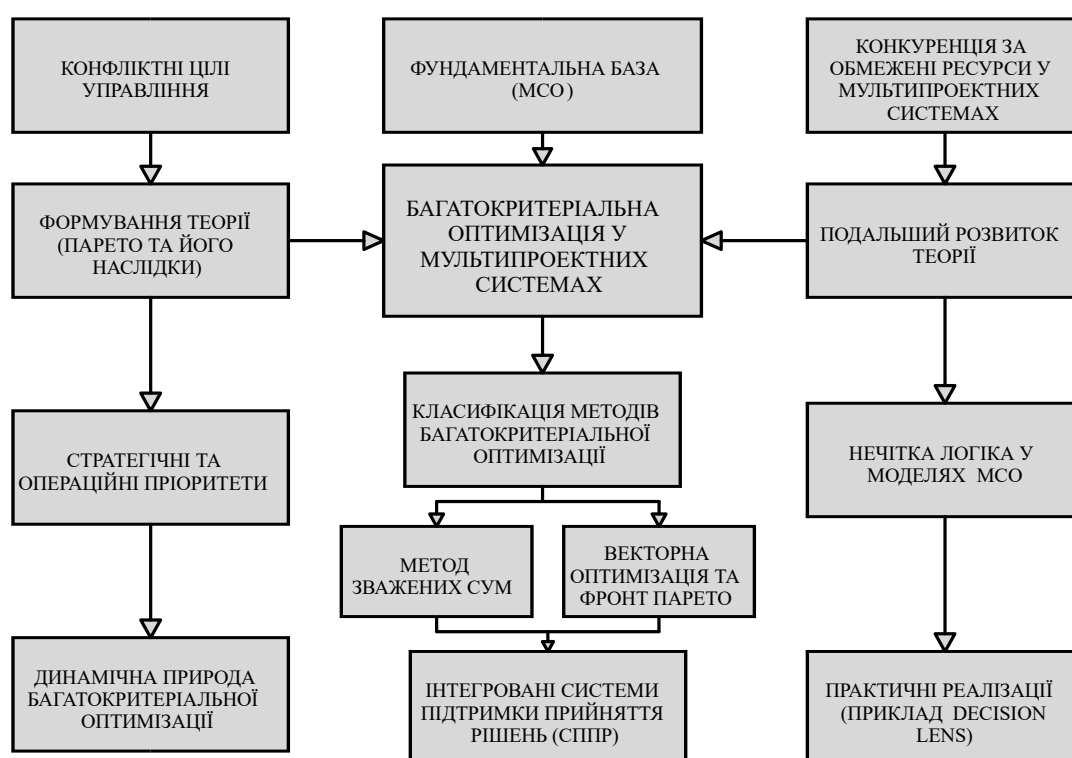 КОНФЛІКТНІ ЦІЛІ
УПРАВЛІННЯ
ФУНДАМЕНТАЛЬНА БАЗА
(МСО)
КОНКУРЕНЦІЯ ЗА
ОБМЕЖЕНІ РЕСУРСИ У
МУЛЬТИПРОЕКТНИХ
СИСТЕМАХ
ФОРМУВАННЯ ТЕОРІЇ
(ПАРЕТО ТА ЙОГО
НАСЛІДКИ)
БАГАТОКРИТЕРІАЛЬНА
ОПТИМІЗАЦІЯ У
МУЛЬТИПРОЕКТНИХ
СИСТЕМАХ
ПОДАЛЬШИЙ РОЗВИТОК
ТЕОРІЇ
СТРАТЕГІЧНІ ТА
ОПЕРАЦІЙНІ ПРІОРИТЕТИ
КЛАСИФІКАЦІЯ МЕТОДІВ
БАГАТОКРИТЕРІАЛЬНОЇ
ОПТИМІЗАЦІЇ
НЕЧІТКА ЛОГІКА У
МОДЕЛЯХ МСО
МЕТОД
ЗВАЖЕНИХ СУМ
ВЕКТОРНА
ОПТИМІЗАЦІЯ ТА
ФРОНТ ПАРЕТО
ДИНАМІЧНА ПРИРОДА
БАГАТОКРИТЕРІАЛЬНОЇ
ОПТИМІЗАЦІЇ
ІНТЕГРОВАНІ СИСТЕМИ
ПІДТРИМКИ ПРИЙНЯТТЯ
РІШЕНЬ (СППР)
ПРАКТИЧНІ РЕАЛІЗАЦІЇ
(ПРИКЛАД DECISION
LENS)